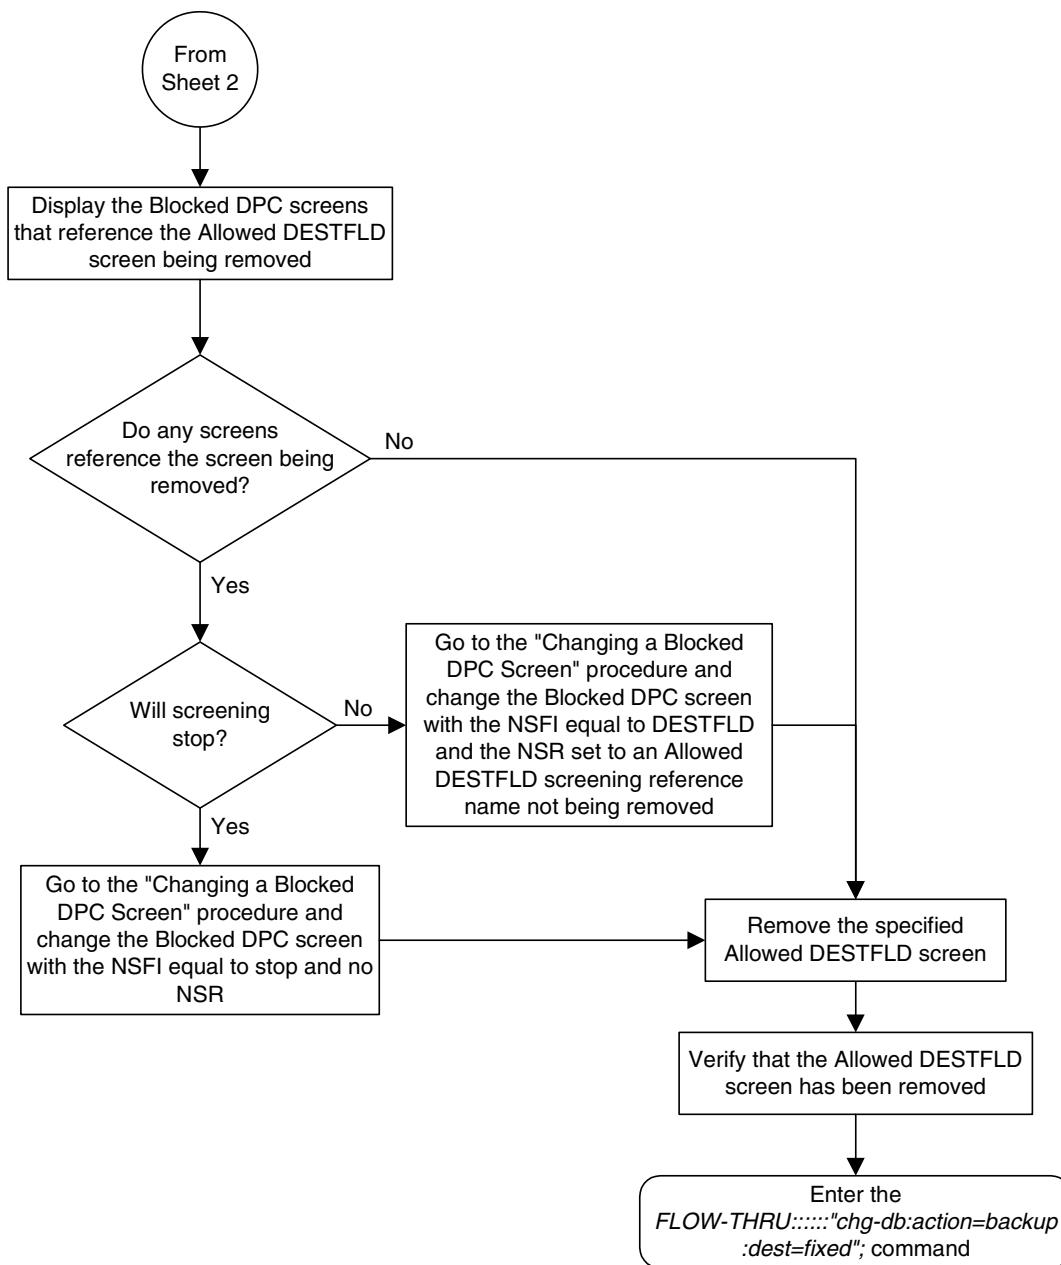 From
Sheet 2
Display the Blocked DPC screens
that reference the Allowed DESTFLD
screen being removed
Do any screens
reference the screen being
removed?
No
Yes
Will screening
stop?
No
Go to the "Changing a Blocked
DPC Screen" procedure and
change the Blocked DPC screen
with the NSFI equal to DESTFLD
and the NSR set to an Allowed
DESTFLD screening reference
name not being removed
Yes
Go to the "Changing a Blocked
DPC Screen" procedure and
change the Blocked DPC screen
with the NSFI equal to stop and no
NSR
Remove the specified
Allowed DESTFLD screen
Verify that the Allowed DESTFLD
screen has been removed
Enter the
FLOW-THRU::::::"chg-db:action=backup
:dest=fixed"; command